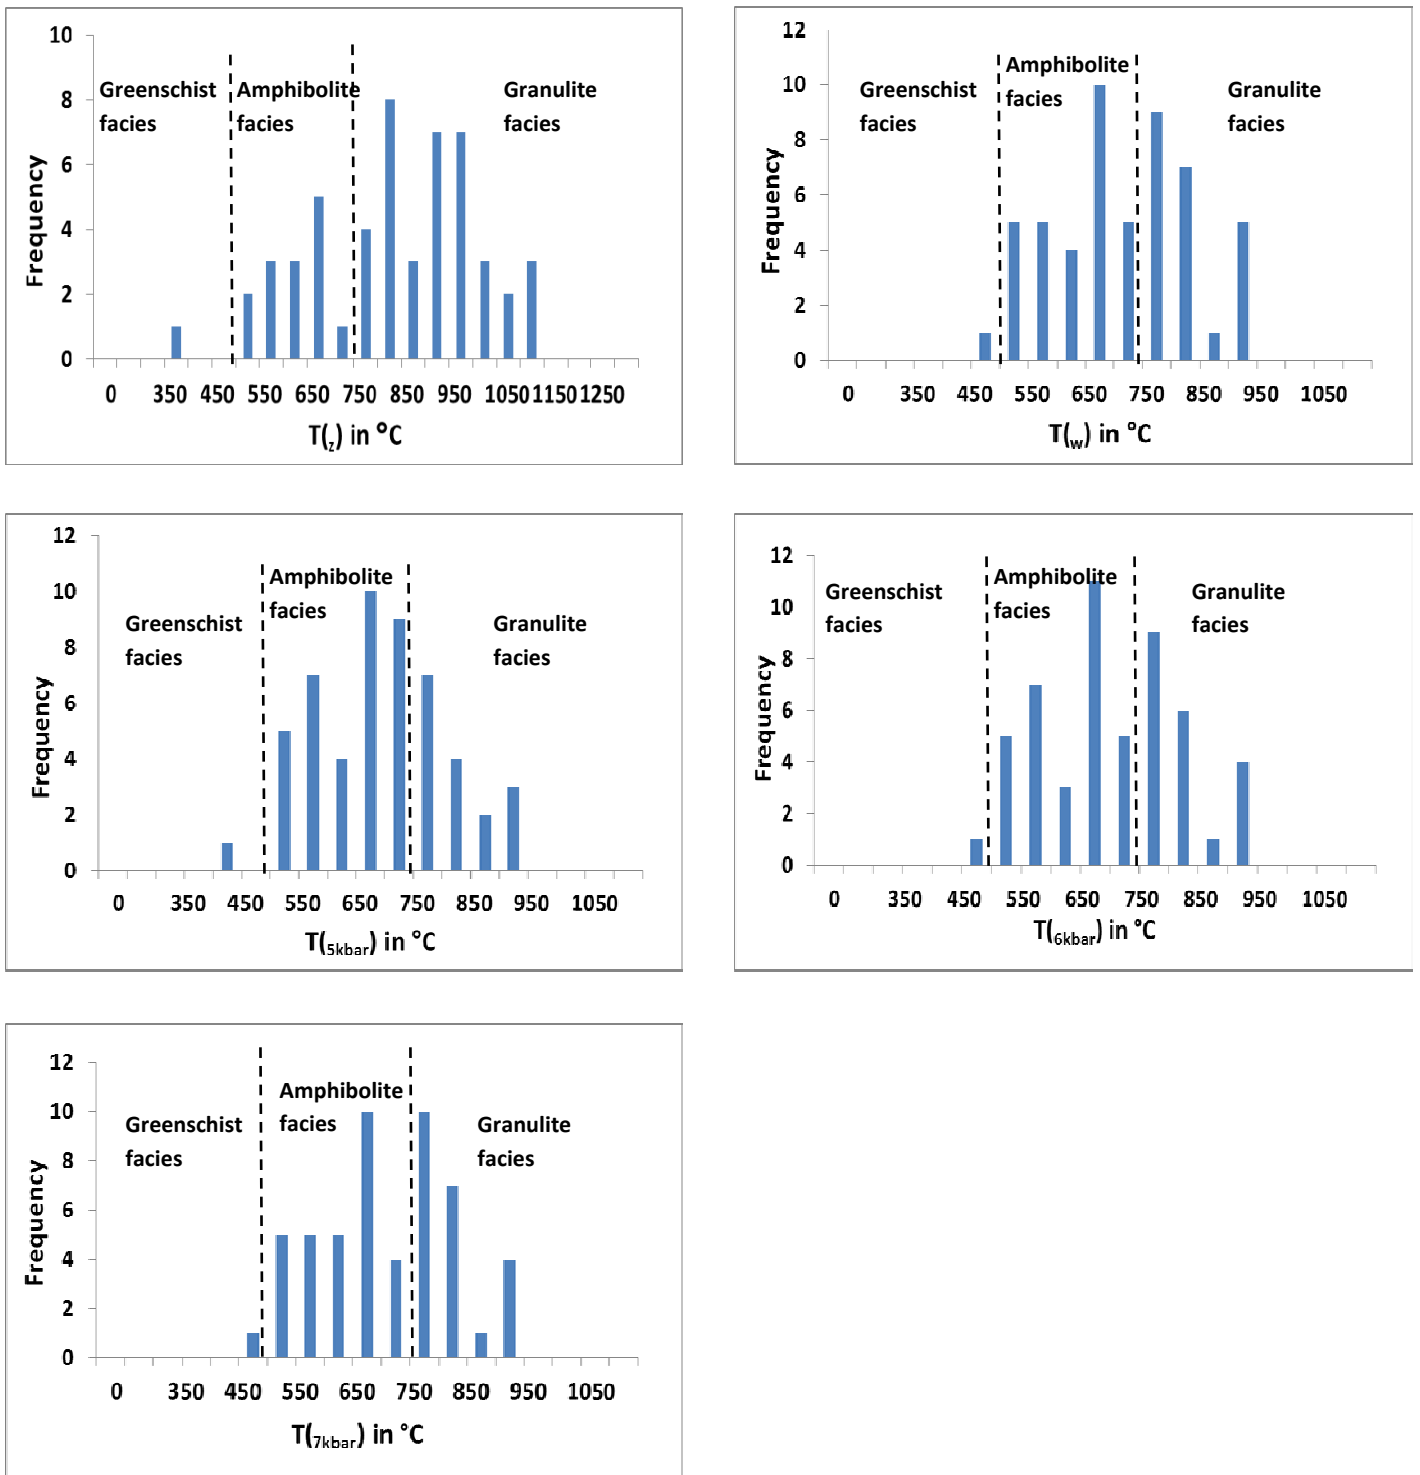 10
8
6
4
2
0
Frequency
Greenschist
facies
Amphibolite
facies
Granulite
facies
0 350 450 550 650 750 850 950 1050 1150 1250
T(z) in °C
12
10
8
6
4
2
0
Frequency
Greenschist
facies
Amphibolite
facies
Granulite
facies
0 350 450 550 650 750 850 950 1050
T(w) in °C
12
10
8
6
4
2
0
Frequency
Greenschist
facies
Amphibolite
facies
Granulite
facies
0 350 450 550 650 750 850 950 1050
T(5kbar) in °C
12
10
8
6
4
2
0
Frequency
Greenschist
facies
Amphibolite
facies
Granulite
facies
0 350 450 550 650 750 850 950 1050
T(6kbar) in °C
12
10
8
6
4
2
0
Frequency
Greenschist
facies
Amphibolite
facies
Granulite
facies
0 350 450 550 650 750 850 950 1050
T(7kbar) in °C